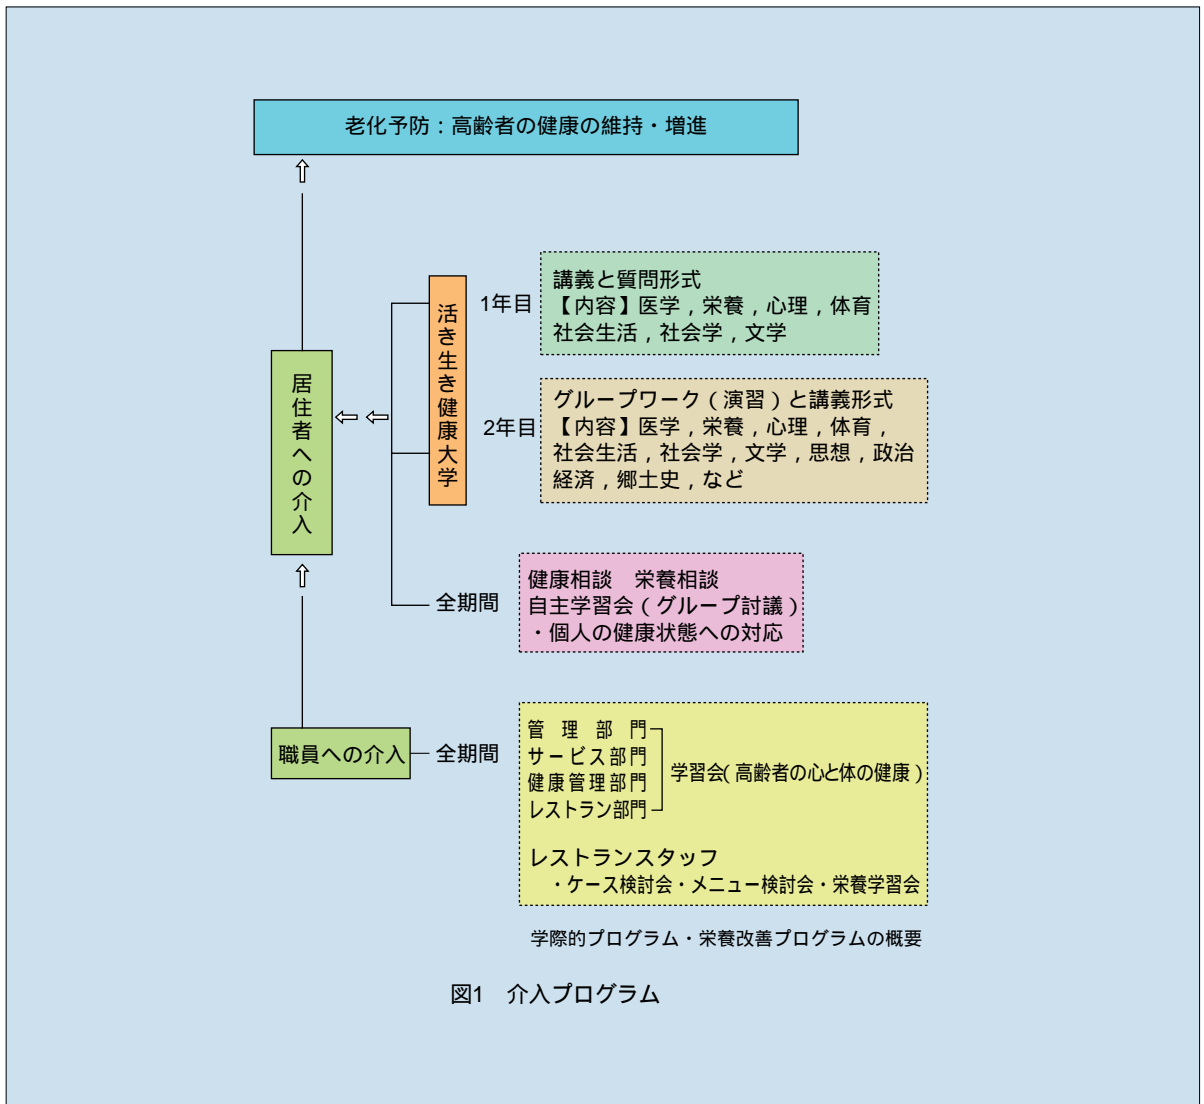 老化予防：高齢者の健康の維持・増進
活き生き健康大学
1年目
講義と質問形式
【内容】医学，栄養，心理，体育
社会生活，社会学，文学
居住者への介入
2年目
グループワーク（演習）と講義形式
【内容】医学，栄養，心理，体育，
社会生活，社会学，文学，思想，政治
経済，郷土史，など
全期間
健康相談　栄養相談
自主学習会（グループ討議）
・個人の健康状態への対応
職員への介入
全期間
管　理　部　門
サービス部門
健康管理部門
レストラン部門
学習会（高齢者の心と体の健康）
レストランスタッフ
・ケース検討会・メニュー検討会・栄養学習会
学際的プログラム・栄養改善プログラムの概要
図1　介入プログラム